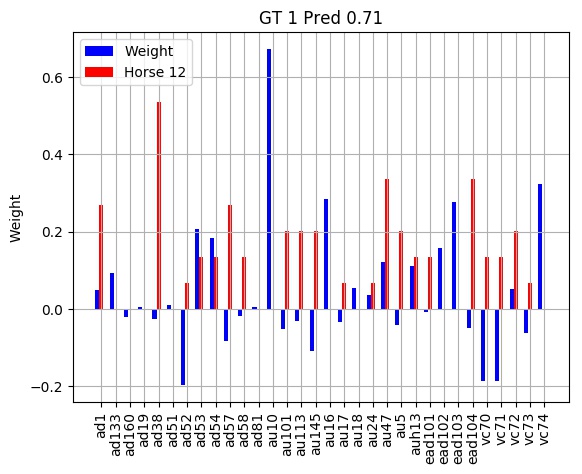 GT 1 Pred 0.71
Weight
Horse 12
Weight
0.6
0.4
0.2
0.0
−0.2
ad1
ad133
ad160
ad19
ad38
ad51
ad52
ad53
ad54
ad57
ad58
ad81
au10
au101
au113
au145
au16
au17
au18
au24
au47
au5
auh13
ead101
ead102
ead103
ead104
vc70
vc71
vc72
vc73
vc74